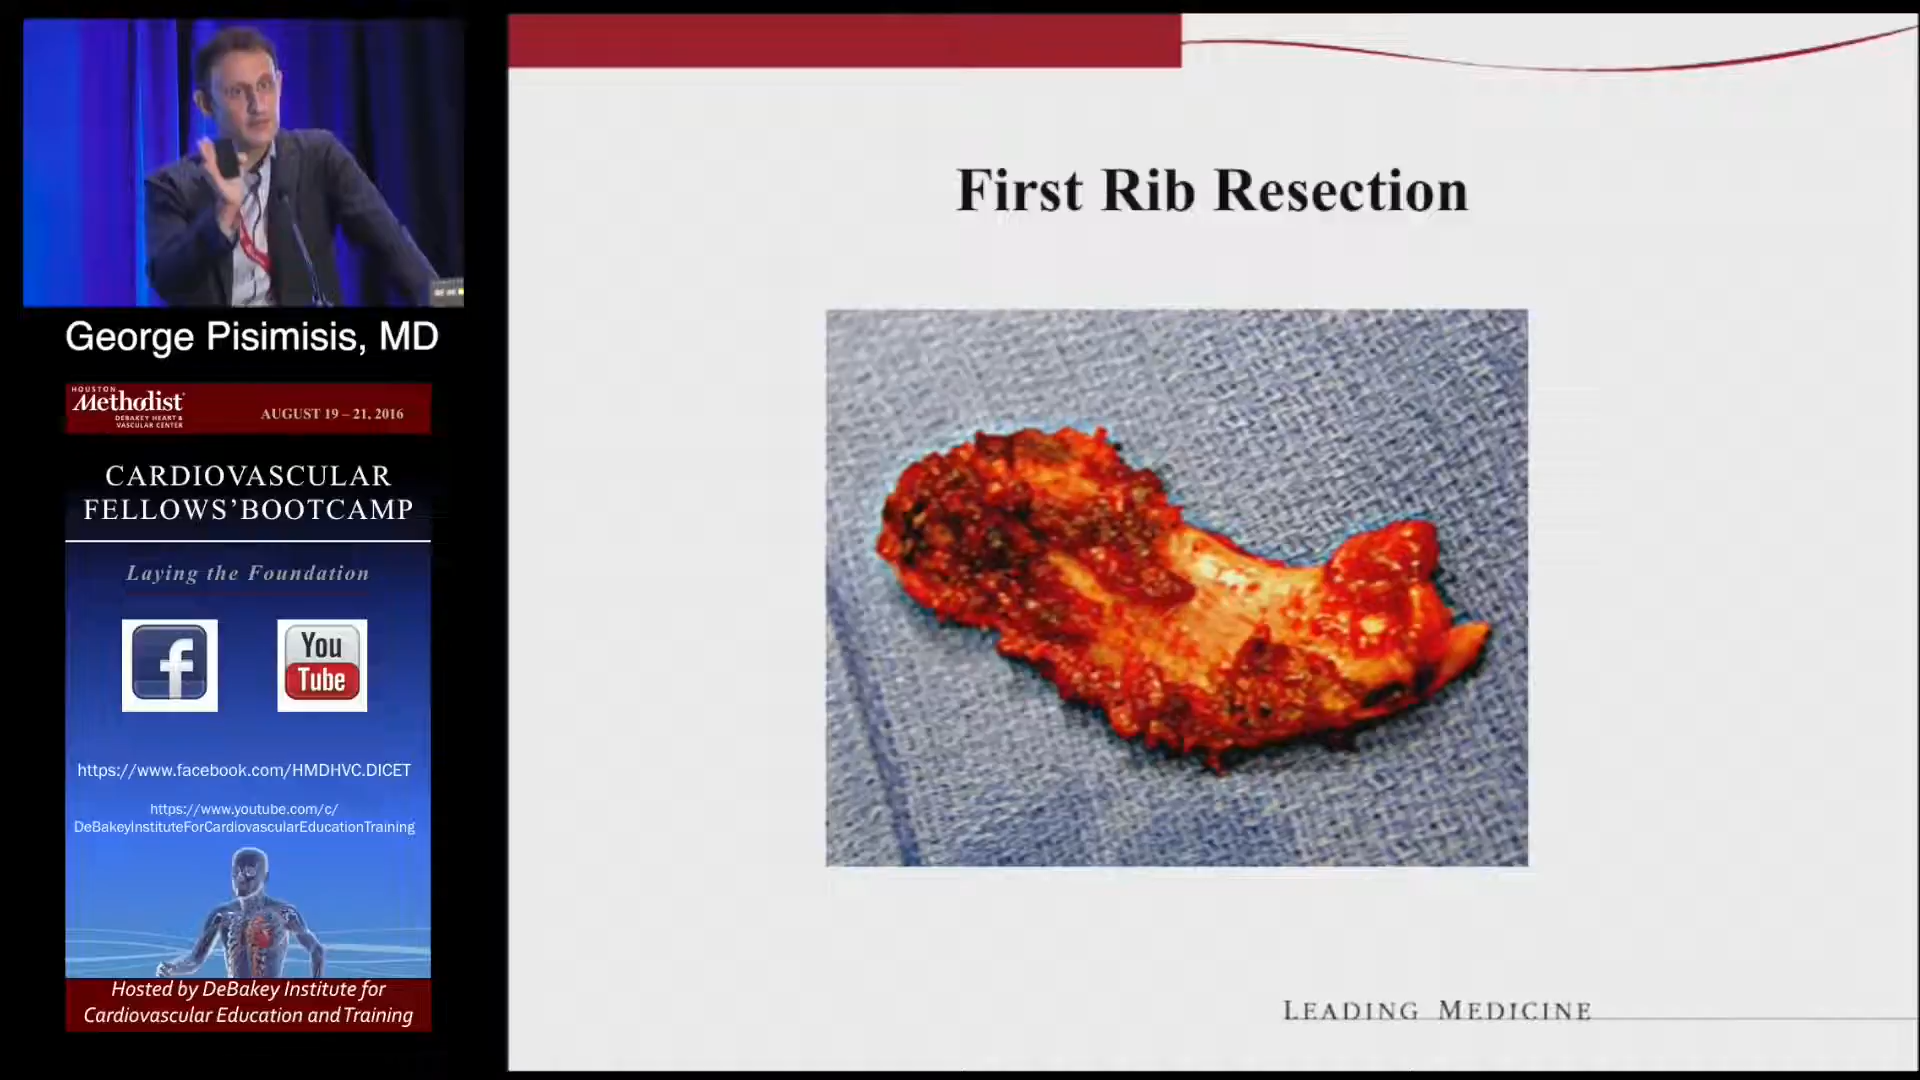 George Pisimisis, MD
HOUSTON
Methodist
DEBAKEY HEART &
VASCULAR CENTER
AUGUST 19 – 21, 2016
CARDIOVASCULAR
FELLOWS’BOOTCAMP
Laying the Foundation
f
You
Tube
https://www.facebook.com/HMDHVC.DICET
https://www.youtube.com/c/
DeBakeyInstituteForCardiovascularEducationTraining
Hosted by DeBakey Institute for
Cardiovascular Education and Training
First Rib Resection
LEADING MEDICINE